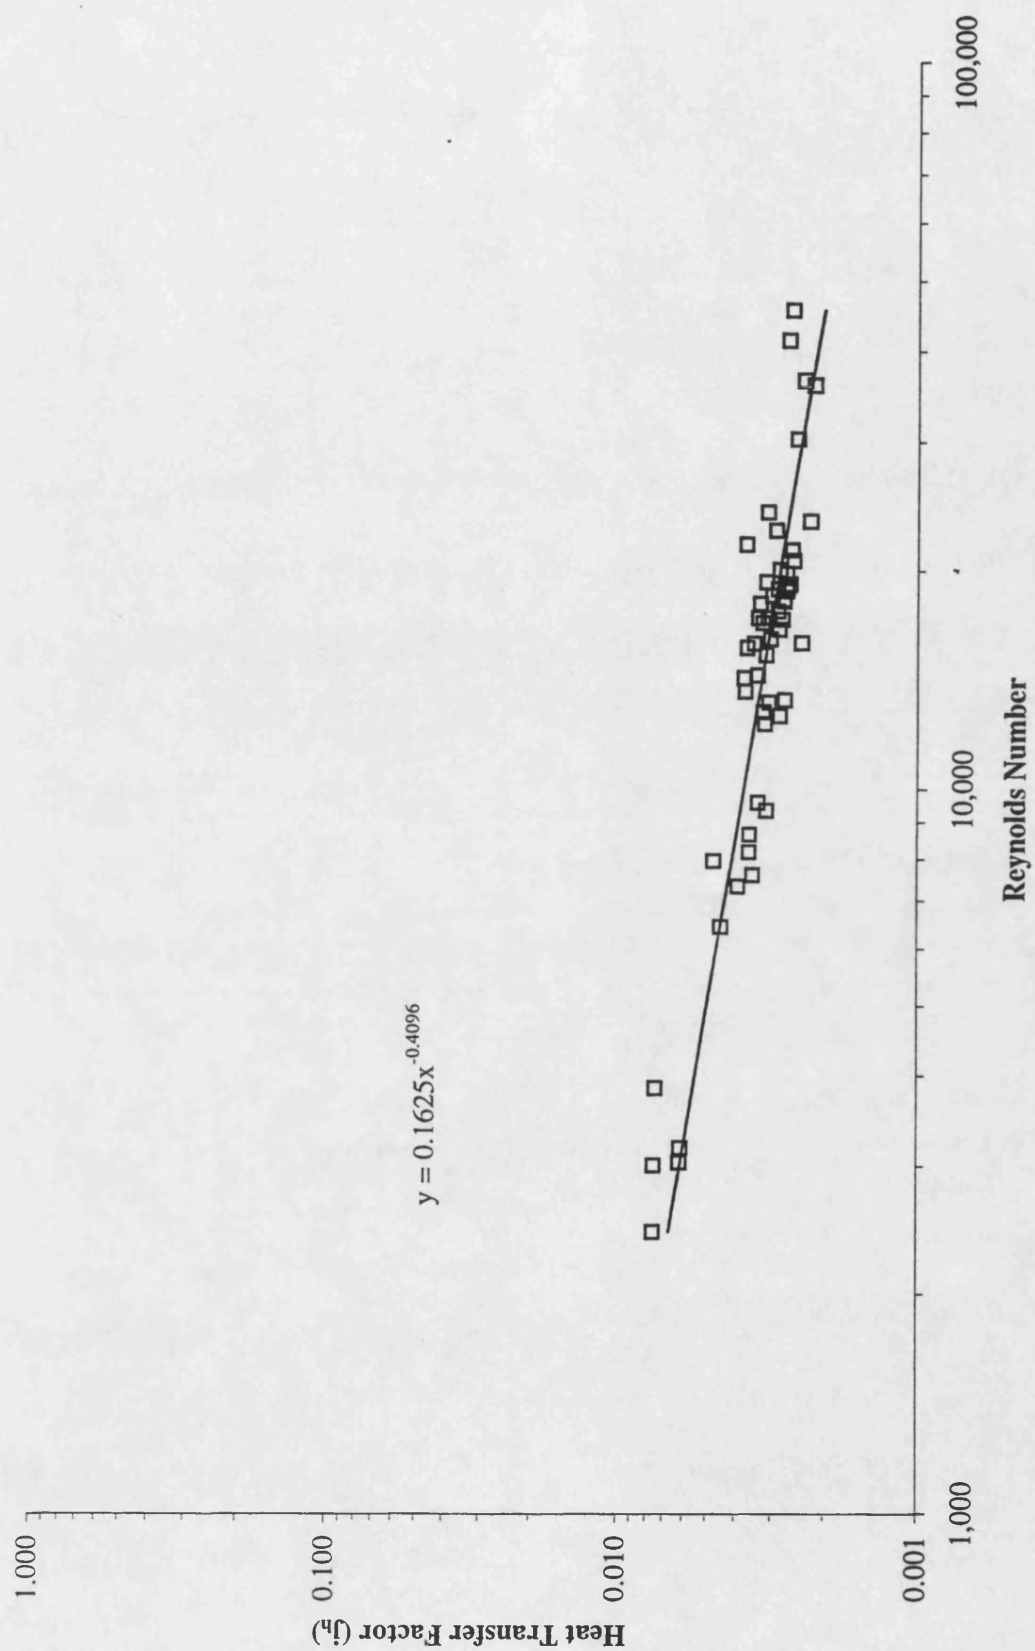 y = 0.1625x^-0.4096
Heat Transfer Factor (jh)
1.000
0.100
0.010
0.001
1,000
10,000
100,000
Reynolds Number